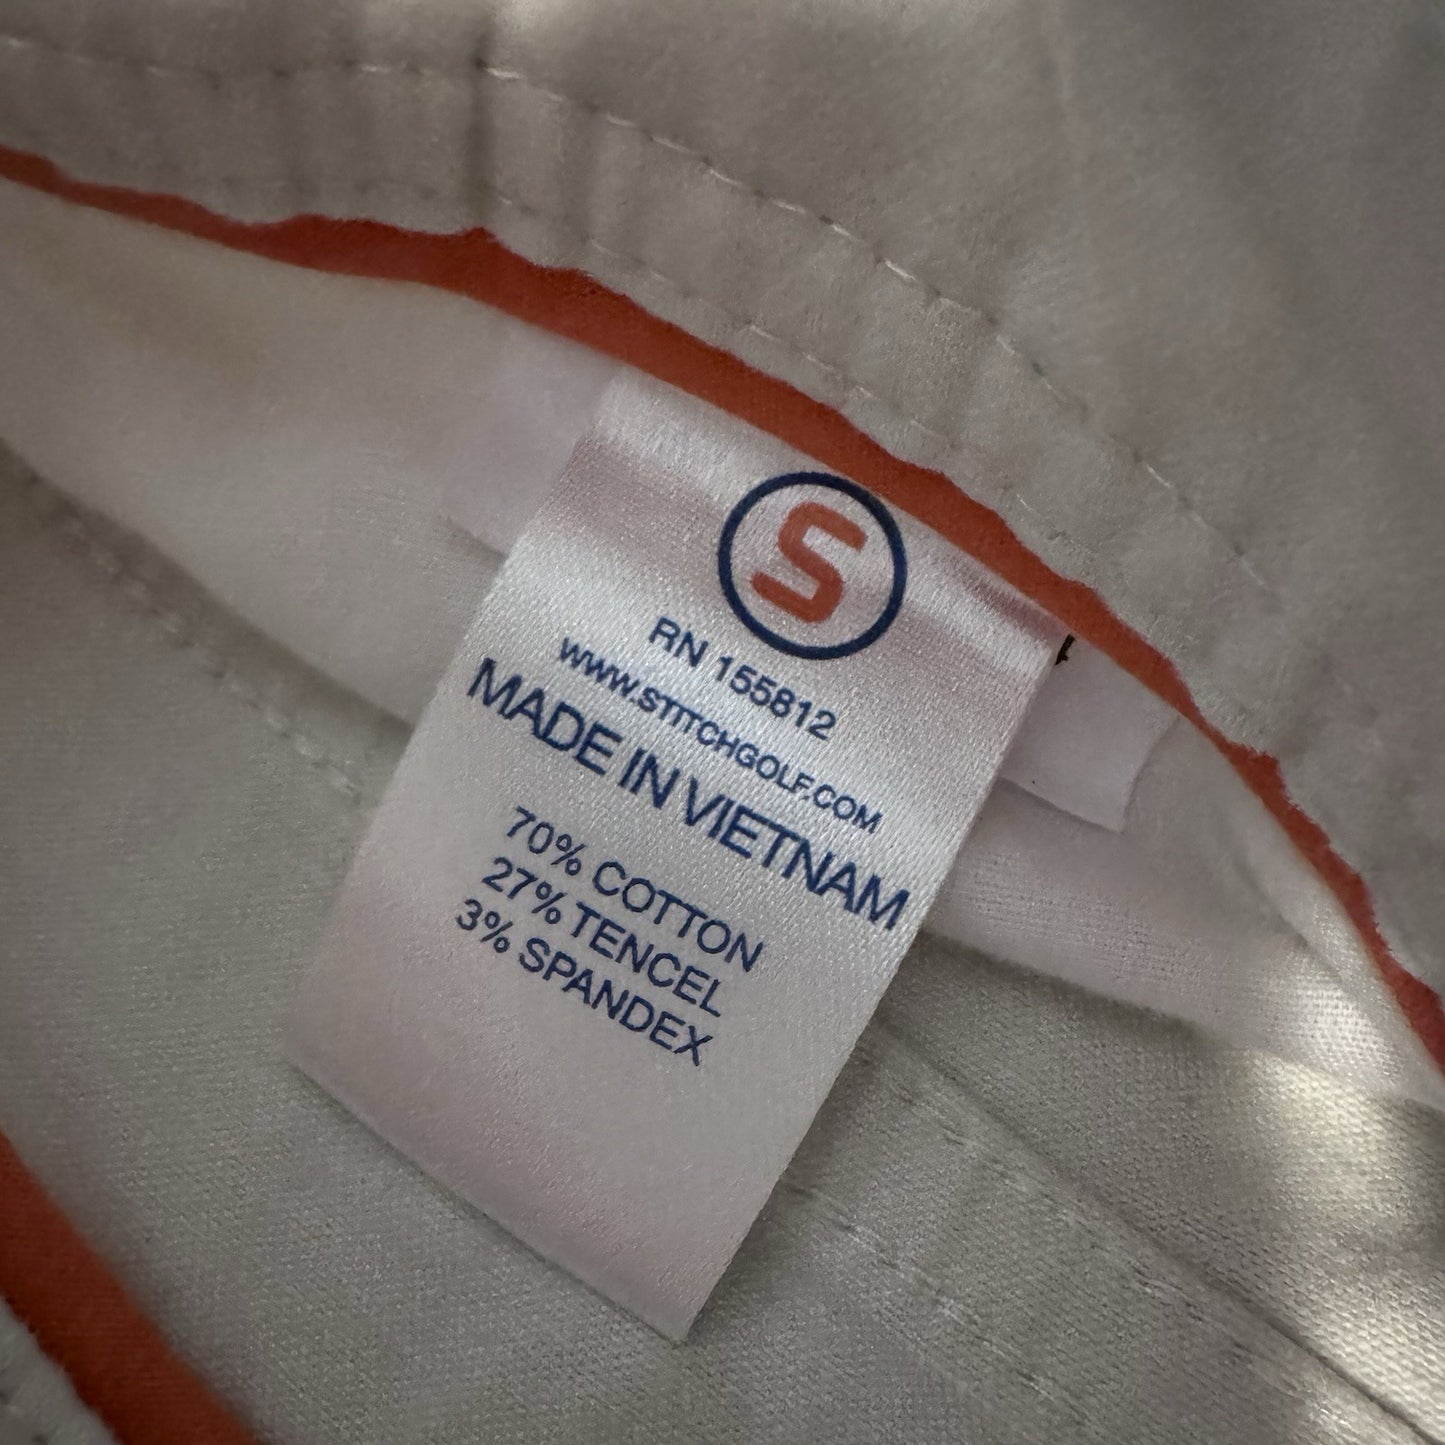 S
RN 155812
WWW.STITCHGOLF.COM
MADE IN VIETNAM
70% COTTON
27% TENCEL
3% SPANDEX